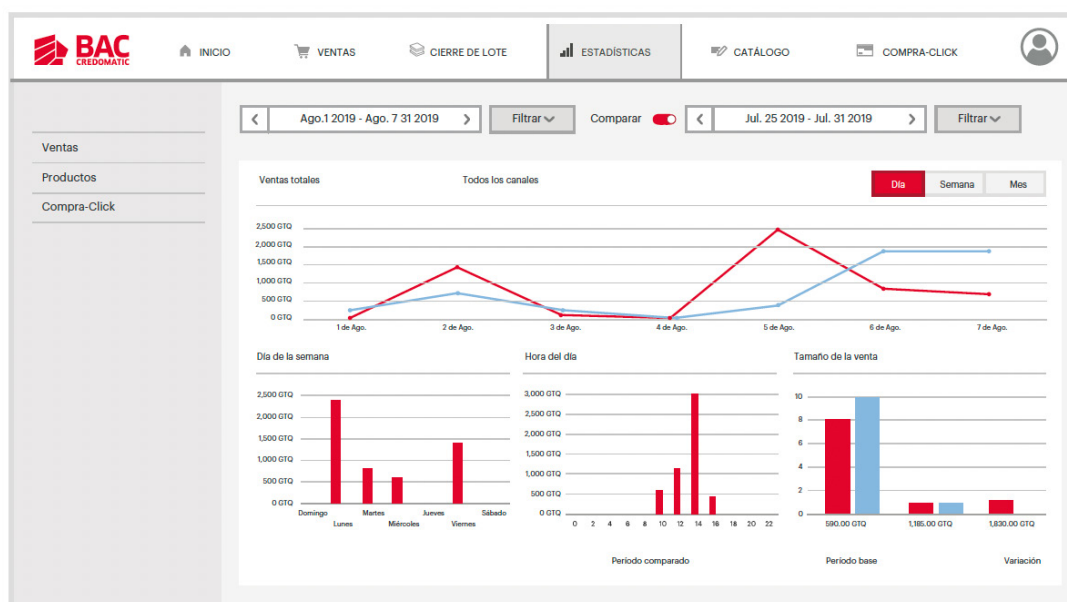 BAC
CREDOMATIC
INICIO
VENTAS
CIERRE DE LOTE
ESTADÍSTICAS
CATÁLOGO
COMPRA-CLICK
Ago.1 2019 - Ago. 7 31 2019
Filtrar
Comparar
Jul. 25 2019 - Jul. 31 2019
Filtrar
Ventas
Productos
Compra-Click
Ventas totales
Todos los canales
Día
Semana
Mes
2,500 GTQ
2,000 GTQ
1,500 GTQ
1,000 GTQ
500 GTQ
0 GTQ
1 de Ago.
2 de Ago.
3 de Ago.
4 de Ago.
5 de Ago.
6 de Ago.
7 de Ago.
Día de la semana
2,500 GTQ
2,000 GTQ
1,500 GTQ
1,000 GTQ
500 GTQ
0 GTQ
Domingo
Lunes
Martes
Miércoles
Jueves
Viernes
Sábado
Hora del día
3,000 GTQ
2,500 GTQ
2,000 GTQ
1,500 GTQ
1,000 GTQ
500 GTQ
0 GTQ
0 2 4 6 8 10 12 14 16 18 20 22
Tamaño de la venta
10
8
6
4
2
0
590.00 GTQ
1,185.00 GTQ
1,830.00 GTQ
Período comparado
Período base
Variación